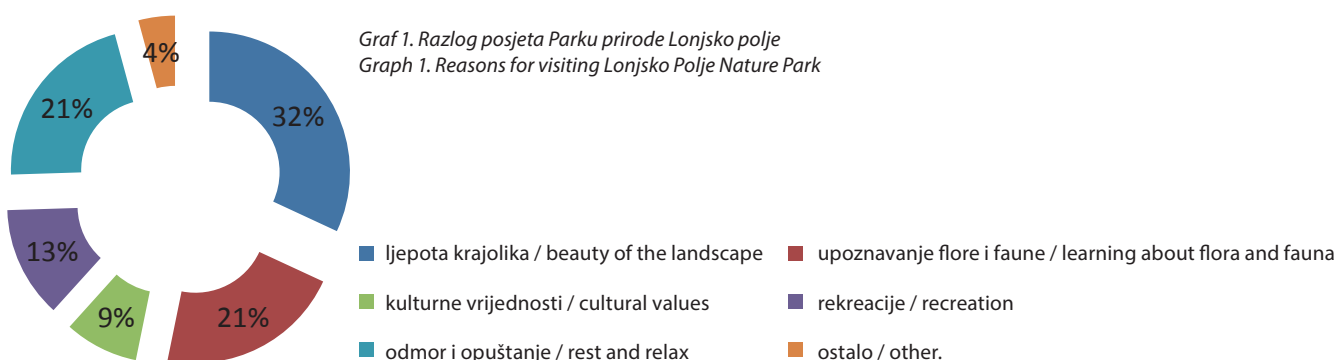 Graf 1. Razlog posjeta Parku prirode Lonjsko polje
Graph 1. Reasons for visiting Lonjsko Polje Nature Park
4%
32%
21%
13%
9%
21%
ljepota krajolika / beauty of the landscape
upoznavanje flore i faune / learning about flora and fauna
kulturne vrijednosti / cultural values
rekreacije / recreation
odmor i opuštanje / rest and relax
ostalo / other.